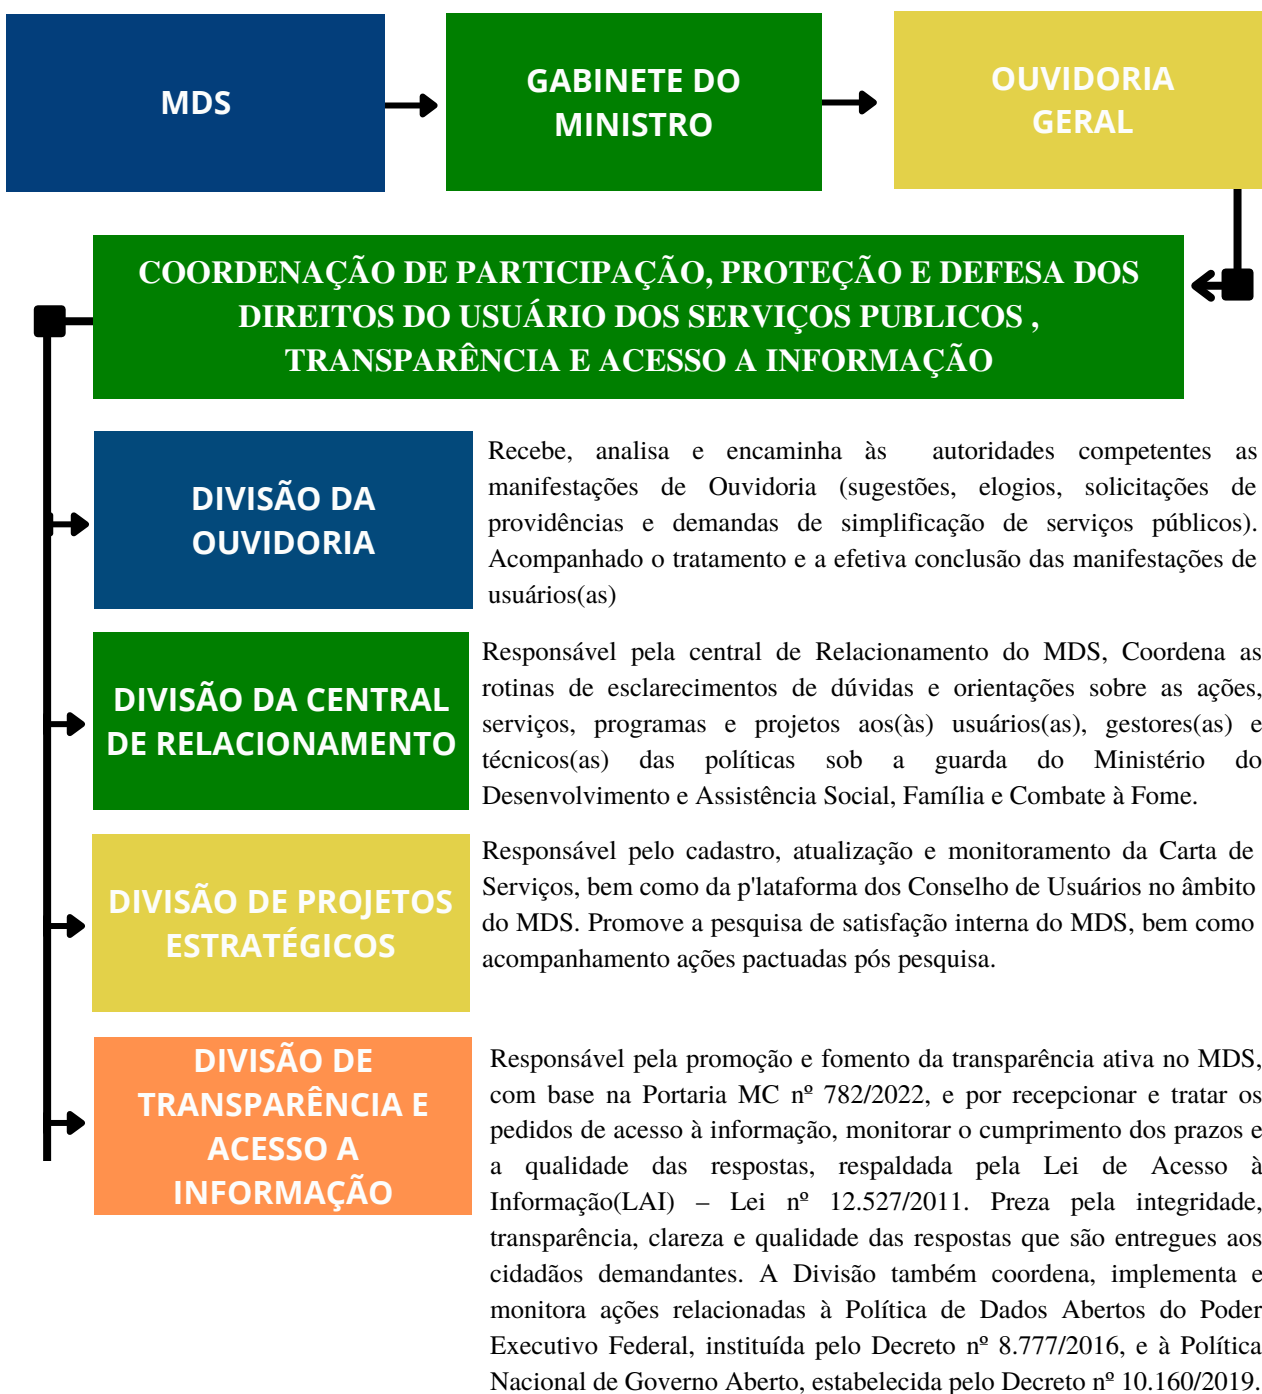 MDS
GABINETE DO
MINISTRO
OUVIDORIA
GERAL
COORDENAÇÃO DE PARTICIPAÇÃO, PROTEÇÃO E DEFESA DOS
DIREITOS DO USUÁRIO DOS SERVIÇOS PUBLICOS ,
TRANSPARÊNCIA E ACESSO A INFORMAÇÃO
DIVISÃO DA
OUVIDORIA
Recebe, analisa e encaminha às autoridades competentes as
manifestações de Ouvidoria (sugestões, elogios, solicitações de
providências e demandas de simplificação de serviços públicos).
Acompanhado o tratamento e a efetiva conclusão das manifestações de
usuários(as)
DIVISÃO DA CENTRAL
DE RELACIONAMENTO
Responsável pela central de Relacionamento do MDS, Coordena as
rotinas de esclarecimentos de dúvidas e orientações sobre as ações,
serviços, programas e projetos aos(às) usuários(as), gestores(as) e
técnicos(as) das políticas sob a guarda do Ministério do
Desenvolvimento e Assistência Social, Família e Combate à Fome.
DIVISÃO DE PROJETOS
ESTRATÉGICOS
Responsável pelo cadastro, atualização e monitoramento da Carta de
Serviços, bem como da p'lataforma dos Conselho de Usuários no âmbito
do MDS. Promove a pesquisa de satisfação interna do MDS, bem como
acompanhamento ações pactuadas pós pesquisa.
DIVISÃO DE
TRANSPARÊNCIA E
ACESSO A
INFORMAÇÃO
Responsável pela promoção e fomento da transparência ativa no MDS,
com base na Portaria MC nº 782/2022, e por recepcionar e tratar os
pedidos de acesso à informação, monitorar o cumprimento dos prazos e
a qualidade das respostas, respaldada pela Lei de Acesso à
Informação(LAI) – Lei nº 12.527/2011. Preza pela integridade,
transparência, clareza e qualidade das respostas que são entregues aos
cidadãos demandantes. A Divisão também coordena, implementa e
monitora ações relacionadas à Política de Dados Abertos do Poder
Executivo Federal, instituída pelo Decreto nº 8.777/2016, e à Política
Nacional de Governo Aberto, estabelecida pelo Decreto nº 10.160/2019.